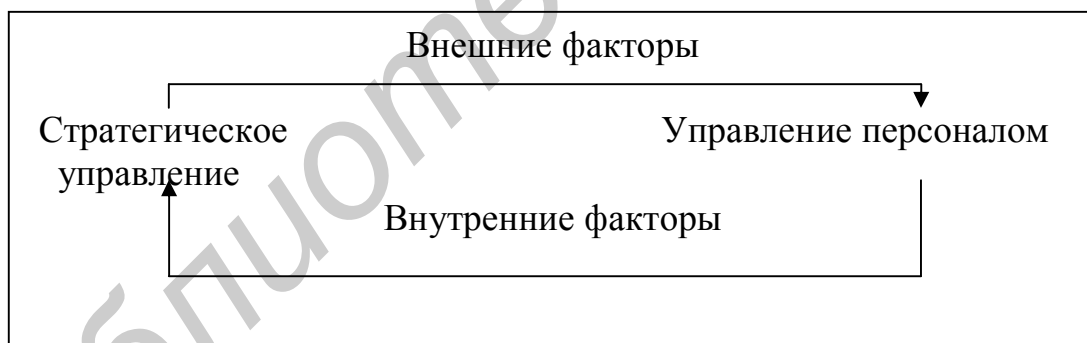 Внешние факторы
Стратегическое
управление
Управление персоналом
Внутренние факторы